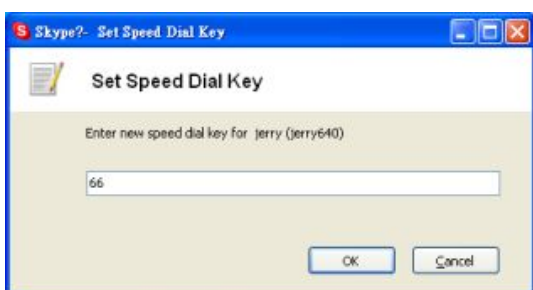 Skype?- Set Speed Dial Key
Set Speed Dial Key
Enter new speed dial key for jerry (jerry640)
66
OK Cancel